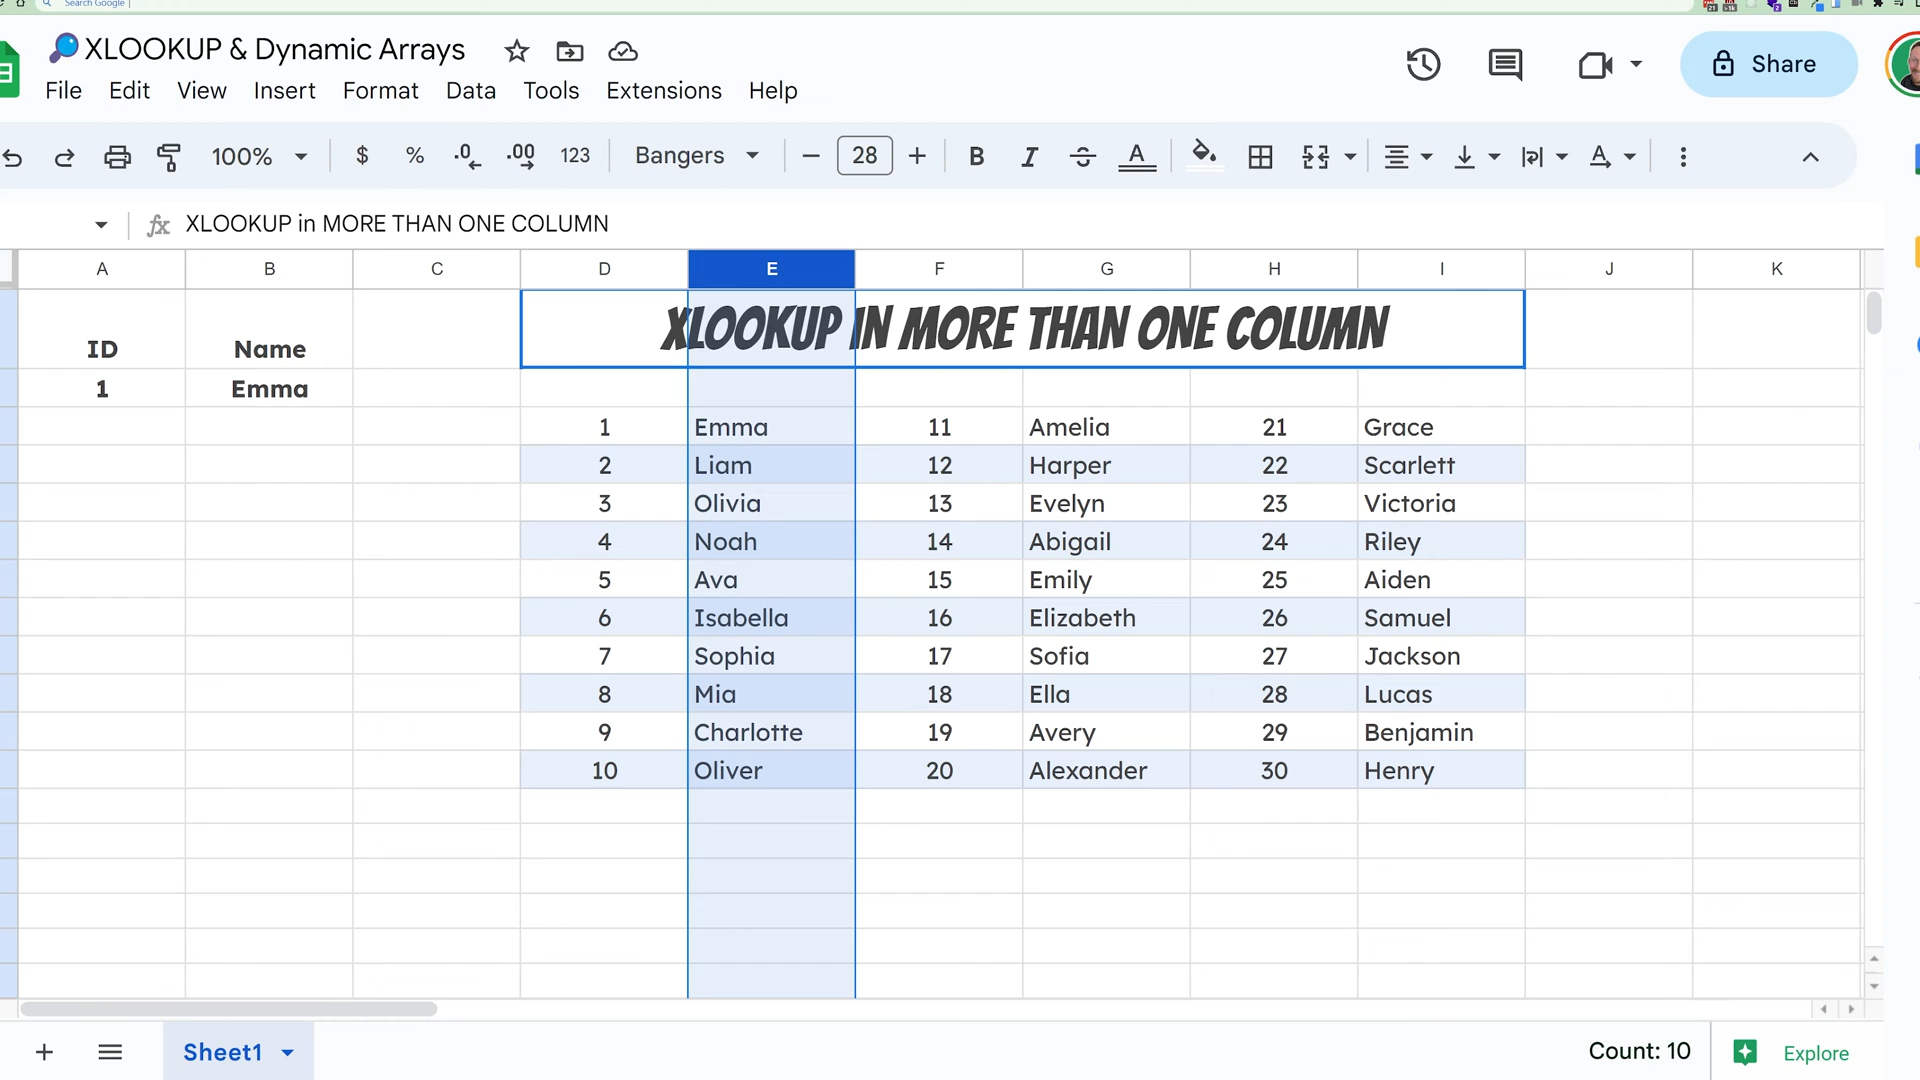 Search Google
XLOOKUP & Dynamic Arrays
Share
File Edit View Insert Format Data Tools Extensions Help
100% $ % .0 .00 123 Bangers 28 B I S A A
fx XLOOKUP in MORE THAN ONE COLUMN
A B C D E F G H I J K
XLOOKUP IN MORE THAN ONE COLUMN
ID Name
1 Emma
1 Emma 11 Amelia 21 Grace
2 Liam 12 Harper 22 Scarlett
3 Olivia 13 Evelyn 23 Victoria
4 Noah 14 Abigail 24 Riley
5 Ava 15 Emily 25 Aiden
6 Isabella 16 Elizabeth 26 Samuel
7 Sophia 17 Sofia 27 Jackson
8 Mia 18 Ella 28 Lucas
9 Charlotte 19 Avery 29 Benjamin
10 Oliver 20 Alexander 30 Henry
Sheet1 Count: 10 Explore